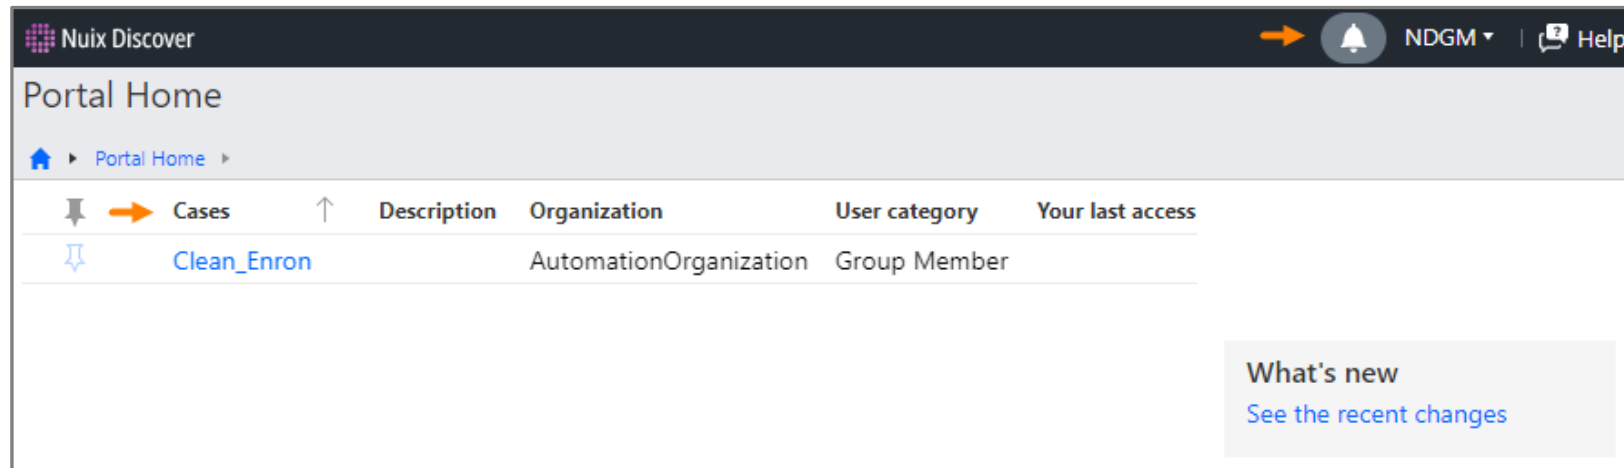 Nuix Discover NDGM Help
Portal Home
Portal Home
Cases Description Organization User category Your last access
Clean_Enron AutomationOrganization Group Member
What's new
See the recent changes